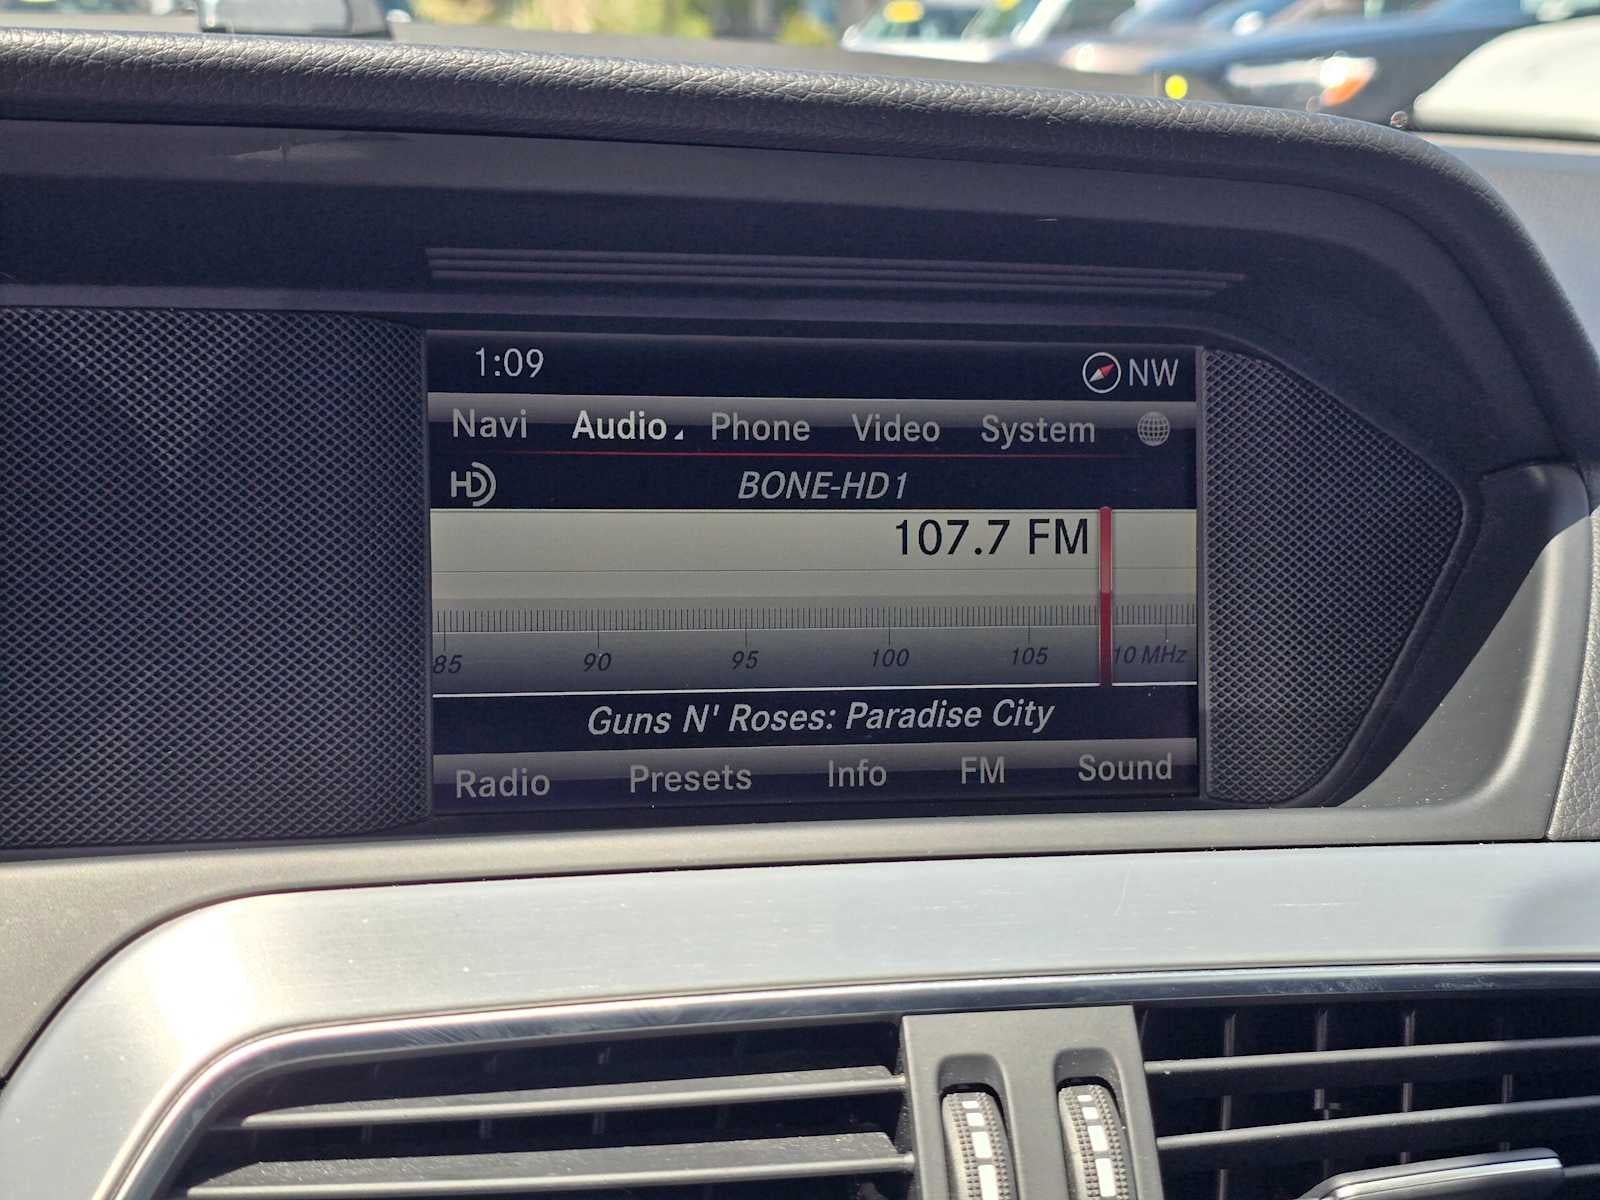 1:09 NW
Navi Audio Phone Video System
HD BONE-HD1
107.7 FM
85 90 95 100 105 10 MHz
Guns N' Roses: Paradise City
Radio Presets Info FM Sound